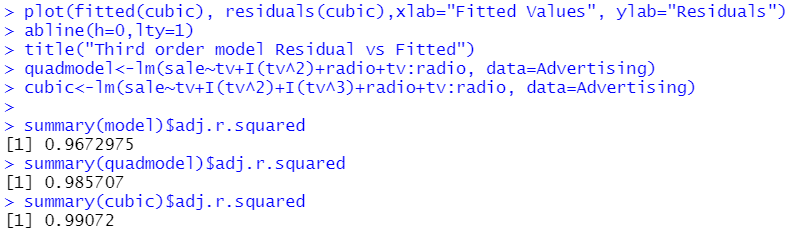 > plot(fitted(cubic), residuals(cubic),xlab="Fitted Values", ylab="Residuals")
> abline(h=0,lty=1)
> title("Third order model Residual vs Fitted")
> quadmodel<-lm(sale~tv+I(tv^2)+radio+tv:radio, data=Advertising)
> cubic<-lm(sale~tv+I(tv^2)+I(tv^3)+radio+tv:radio, data=Advertising)
>
> summary(model)$adj.r.squared
[1] 0.9672975
> summary(quadmodel)$adj.r.squared
[1] 0.985707
> summary(cubic)$adj.r.squared
[1] 0.99072